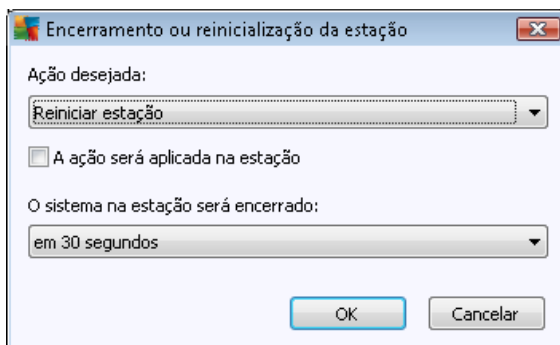 Encerramento ou reinicialização da estação
Ação desejada:
Reiniciar estação
A ação será aplicada na estação
O sistema na estação será encerrado:
em 30 segundos
OK Cancelar